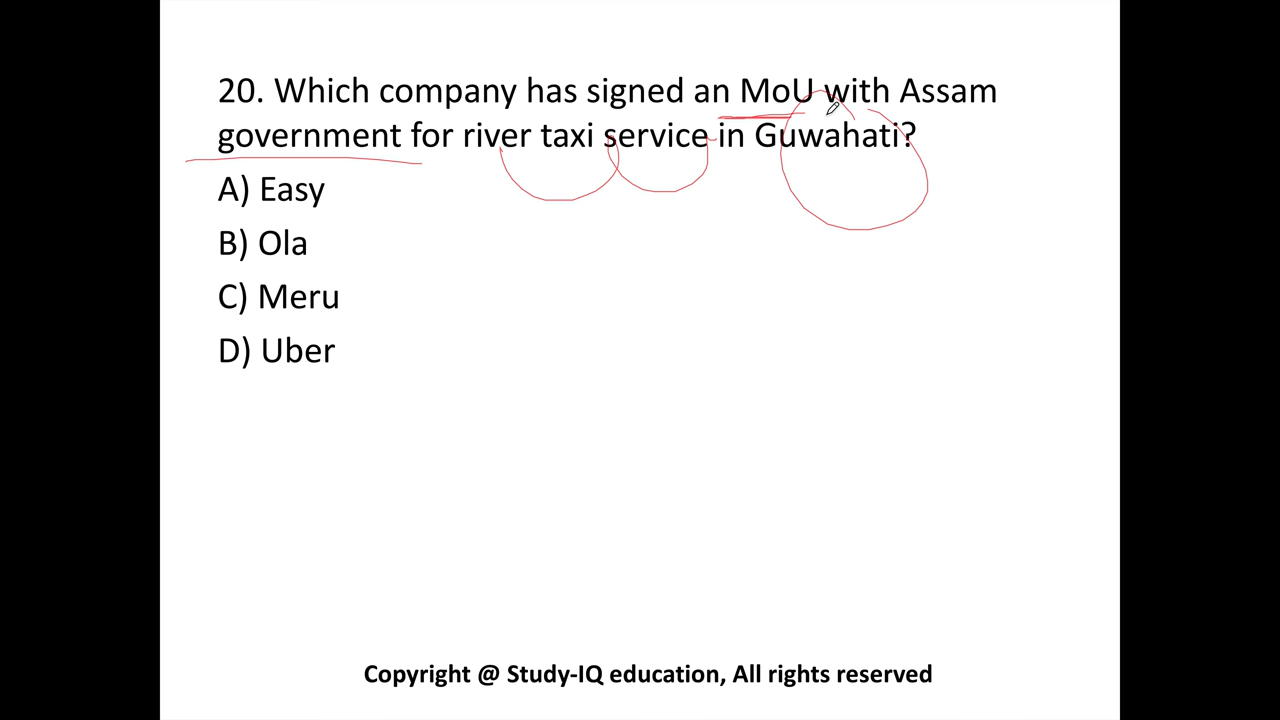 20. Which company has signed an MoU with Assam
government for river taxi service in Guwahati?
A) Easy
B) Ola
C) Meru
D) Uber
Copyright @ Study-IQ education, All rights reserved